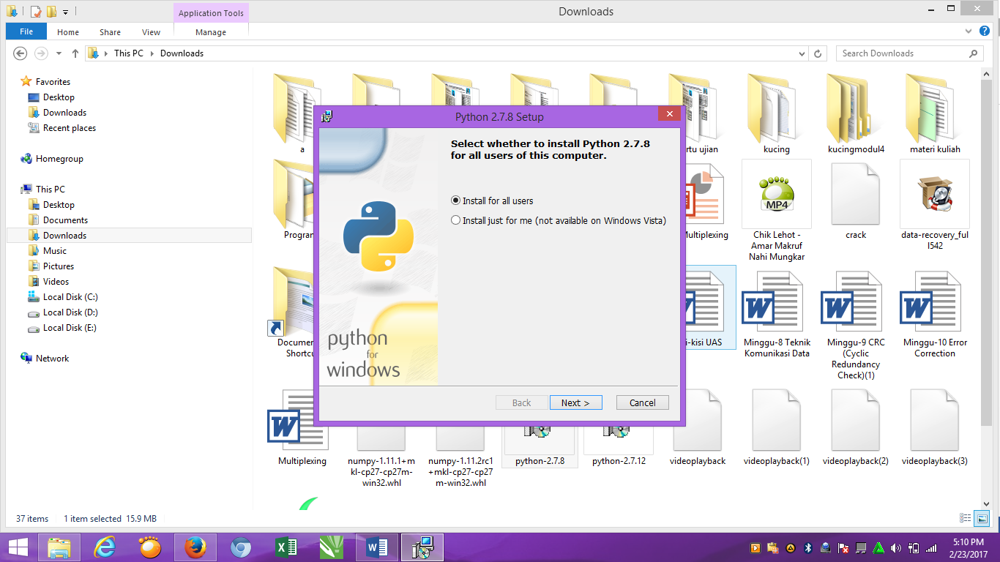 Application Tools
Downloads
File
Home
Share
View
Manage
This PC
Downloads
Search Downloads
Favorites
Desktop
Downloads
Recent places
Homegroup
This PC
Desktop
Documents
Downloads
Music
Pictures
Videos
Local Disk (C:)
Local Disk (D:)
Local Disk (E:)
Network
a
rtu ujian
kucing
kucingmodul4
materi kuliah
Program
Multiplexing
MP4
Chik Lehot -
Amar Makruf
Nahi Mungkar
crack
data-recovery_ful
l542
Document
Shortcu
i-kisi UAS
Minggu-8 Teknik
Komunikasi Data
Minggu-9 CRC
(Cyclic
Redundancy
Check)(1)
Minggu-10 Error
Correction
Python 2.7.8 Setup
Select whether to install Python 2.7.8
for all users of this computer.
Install for all users
Install just for me (not available on Windows Vista)
python
for
windows
Back
Next >
Cancel
Multiplexing
numpy-1.11.1+m
kl-cp27-cp27m-
win32.whl
numpy-1.11.2rc1
+mkl-cp27-cp27
m-win32.whl
python-2.7.8
python-2.7.12
videoplayback
videoplayback(1)
videoplayback(2)
videoplayback(3)
37 items
1 item selected 15.9 MB
5:10 PM
2/23/2017